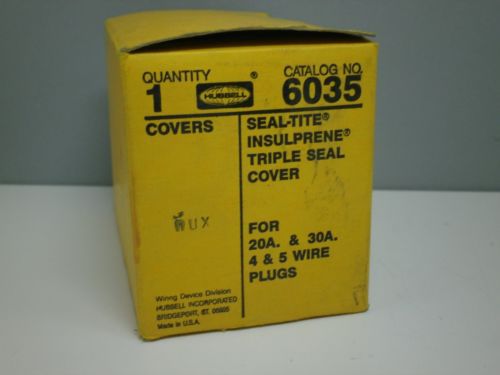 QUANTITY
1
HUBBELL ®
CATALOG NO.
6035
COVERS
SEAL-TITE®
INSULPRENE®
TRIPLE SEAL
COVER
FOR
20A. & 30A.
4 & 5 WIRE
PLUGS
UX
Wiring Device Division
HUBBELL INCORPORATED
BRIDGEPORT, CT. 06605
Made in U.S.A.